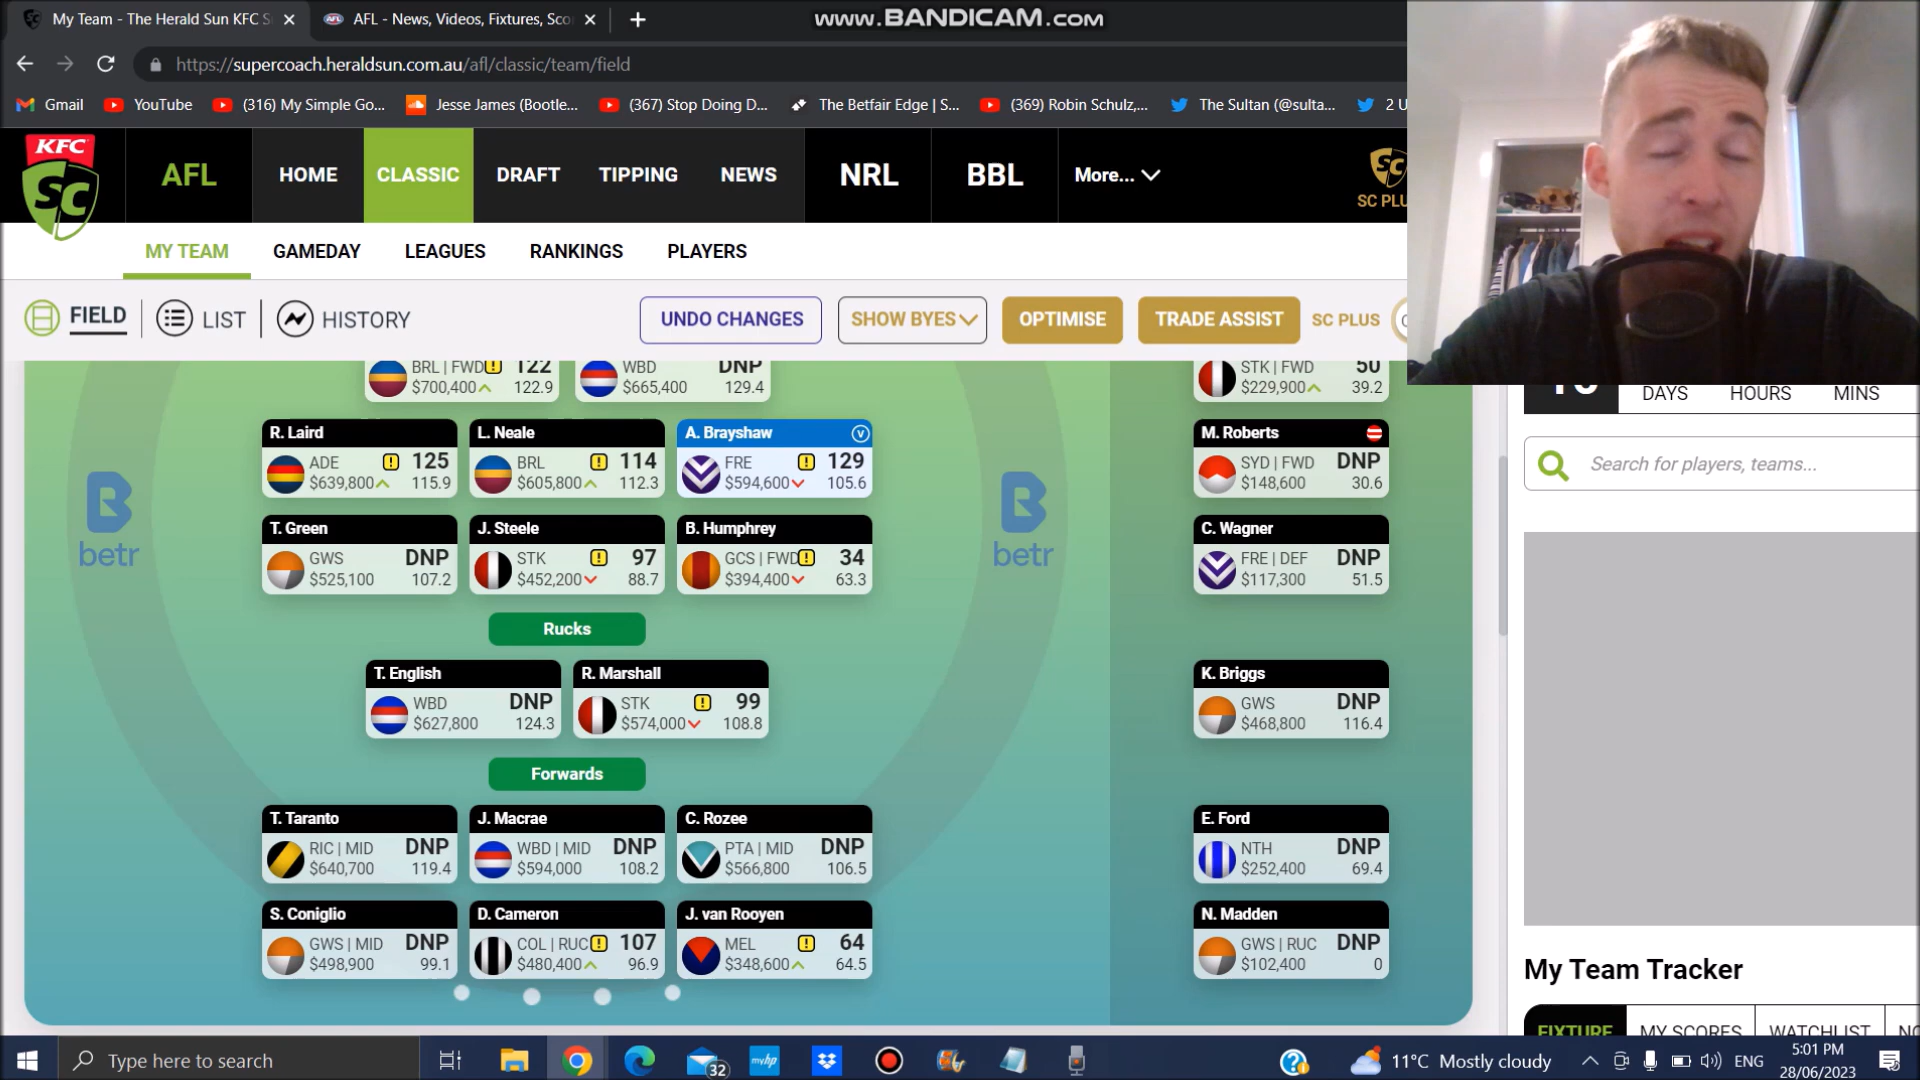 My Team - The Herald Sun KFC S
AFL - News, Videos, Fixtures, Sco
www.BANDICAM.com
https://supercoach.heraldsun.com.au/afl/classic/team/field
Gmail YouTube (316) My Simple Go... Jesse James (Bootle... (367) Stop Doing D... The Betfair Edge | S... (369) Robin Schulz,... The Sultan (@sulta... 2 U
KFC SC
AFL HOME CLASSIC DRAFT TIPPING NEWS NRL BBL More...
SC
SC PLU
MY TEAM GAMEDAY LEAGUES RANKINGS PLAYERS
FIELD LIST HISTORY UNDO CHANGES SHOW BYES OPTIMISE TRADE ASSIST SC PLUS
BRL | FWD ! 122
$700,400 122.9
WBD DNP
$665,400 129.4
STK | FWD 50
$229,900 39.2
DAYS HOURS MINS
R. Laird
ADE ! 125
$639,800 115.9
L. Neale
BRL ! 114
$605,800 112.3
A. Brayshaw V
FRE ! 129
$594,600 105.6
M. Roberts
SYD | FWD DNP
$148,600 30.6
Search for players, teams...
B
betr
B
betr
T. Green
GWS DNP
$525,100 107.2
J. Steele
STK ! 97
$452,200 88.7
B. Humphrey
GCS | FWD ! 34
$394,400 63.3
C. Wagner
FRE | DEF DNP
$117,300 51.5
Rucks
T. English
WBD DNP
$627,800 124.3
R. Marshall
STK ! 99
$574,000 108.8
K. Briggs
GWS DNP
$468,800 116.4
Forwards
T. Taranto
RIC | MID DNP
$640,700 119.4
J. Macrae
WBD | MID DNP
$594,000 108.2
C. Rozee
PTA | MID DNP
$566,800 106.5
E. Ford
NTH DNP
$252,400 69.4
S. Coniglio
GWS | MID DNP
$498,900 99.1
D. Cameron
COL | RUC ! 107
$480,400 96.9
J. van Rooyen
MEL ! 64
$348,600 64.5
N. Madden
GWS | RUC DNP
$102,400 0
My Team Tracker
FIXTURE MY SCORES WATCHLIST
Type here to search
myhp
32
11°C Mostly cloudy
ENG
5:01 PM
28/06/2023